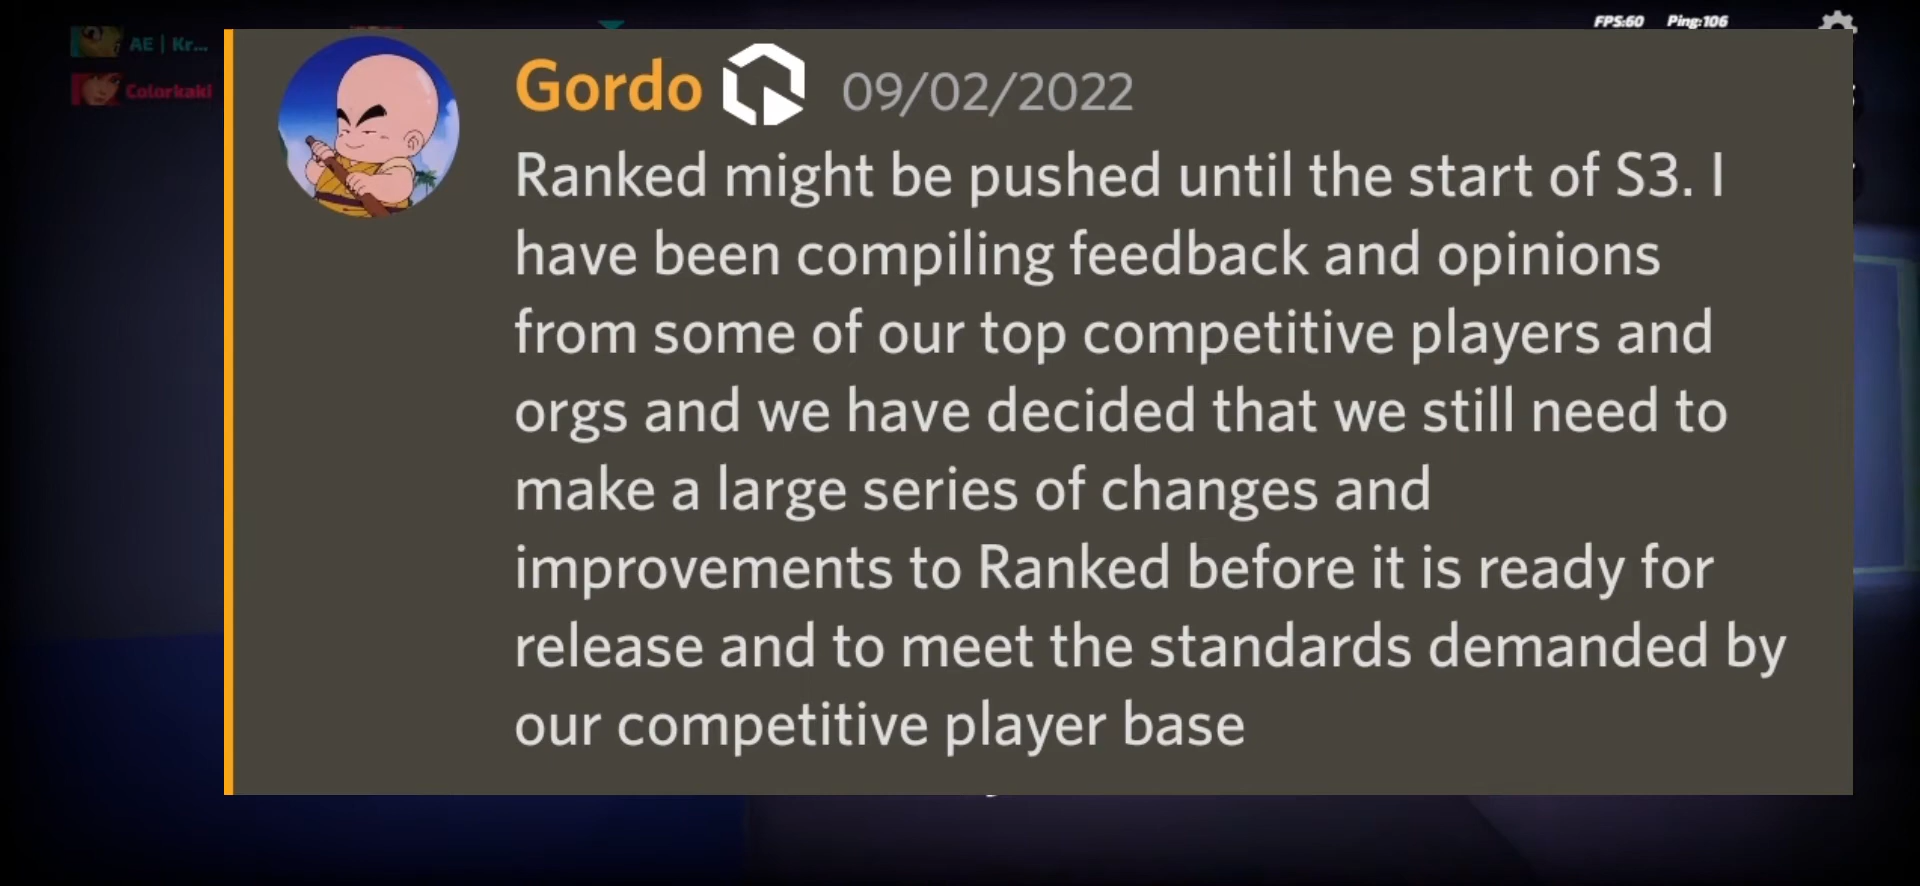 FPS:60 Ping:106
AE | Kr...
Colorkaki
Gordo 09/02/2022
Ranked might be pushed until the start of S3. I
have been compiling feedback and opinions
from some of our top competitive players and
orgs and we have decided that we still need to
make a large series of changes and
improvements to Ranked before it is ready for
release and to meet the standards demanded by
our competitive player base